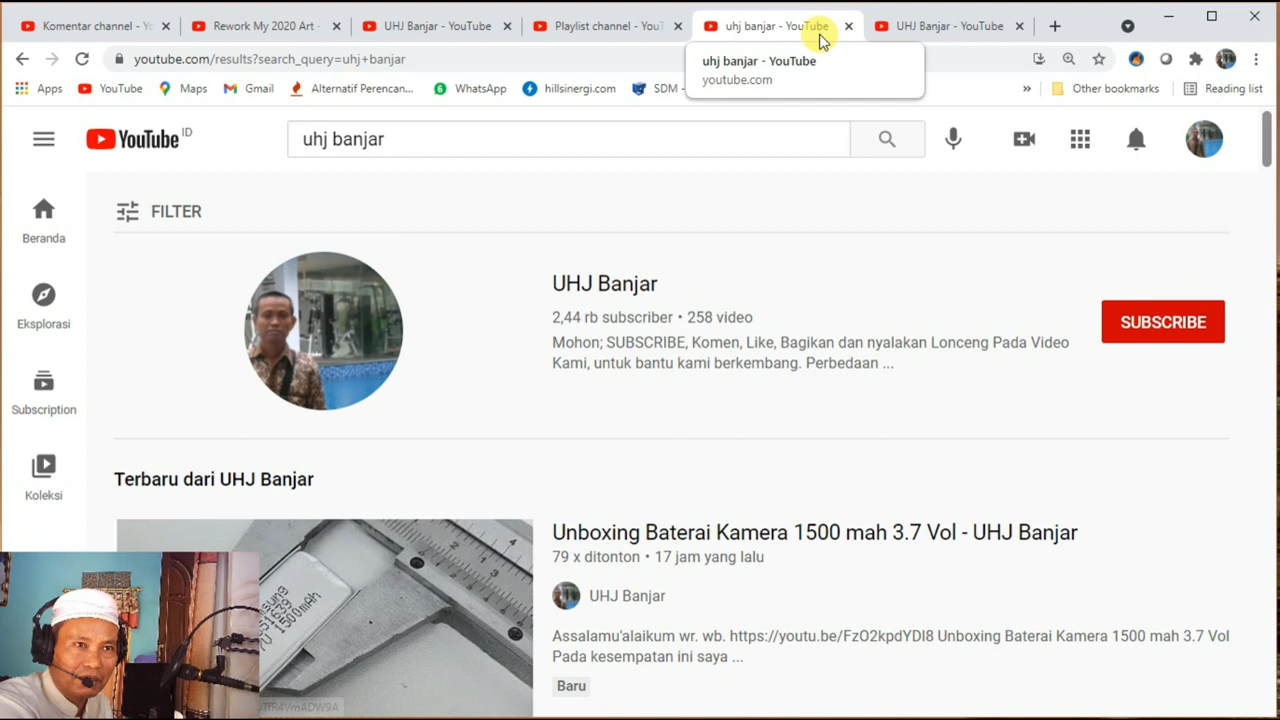 Komentar channel - Yo
Rework My 2020 Art -
UHJ Banjar - YouTube
Playlist channel - YouT
uhj banjar - YouTube
UHJ Banjar - YouTube
youtube.com/results?search_query=uhj+banjar
uhj banjar - YouTube
youtube.com
Apps
YouTube
Maps
Gmail
Alternatif Perencan...
WhatsApp
hillsinergi.com
SDM -
Other bookmarks
Reading list
YouTube ID
uhj banjar
FILTER
Beranda
Eksplorasi
Subscription
Koleksi
UHJ Banjar
2,44 rb subscriber • 258 video
Mohon; SUBSCRIBE, Komen, Like, Bagikan dan nyalakan Lonceng Pada Video
Kami, untuk bantu kami berkembang. Perbedaan ...
SUBSCRIBE
Terbaru dari UHJ Banjar
Unboxing Baterai Kamera 1500 mah 3.7 Vol - UHJ Banjar
79 x ditonton • 17 jam yang lalu
UHJ Banjar
Assalamu'alaikum wr. wb. https://youtu.be/FzO2kpdYDI8 Unboxing Baterai Kamera 1500 mah 3.7 Vol
Pada kesempatan ini saya ...
Baru